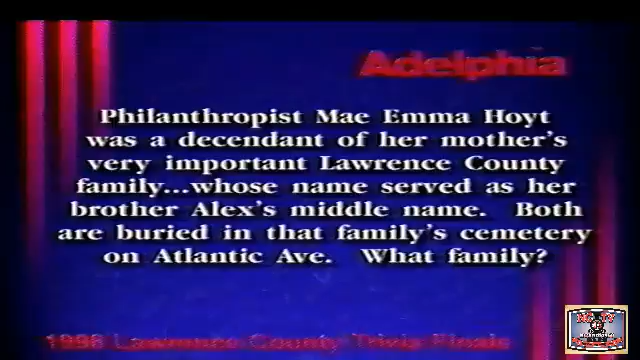 Adelphia
Philanthropist Mae Emma Hoyt
was a decendant of her mother's
very important Lawrence County
family...whose name served as her
brother Alex's middle name. Both
are buried in that family's cemetery
on Atlantic Ave. What family?
1998 Lawrence County Trivia Finals